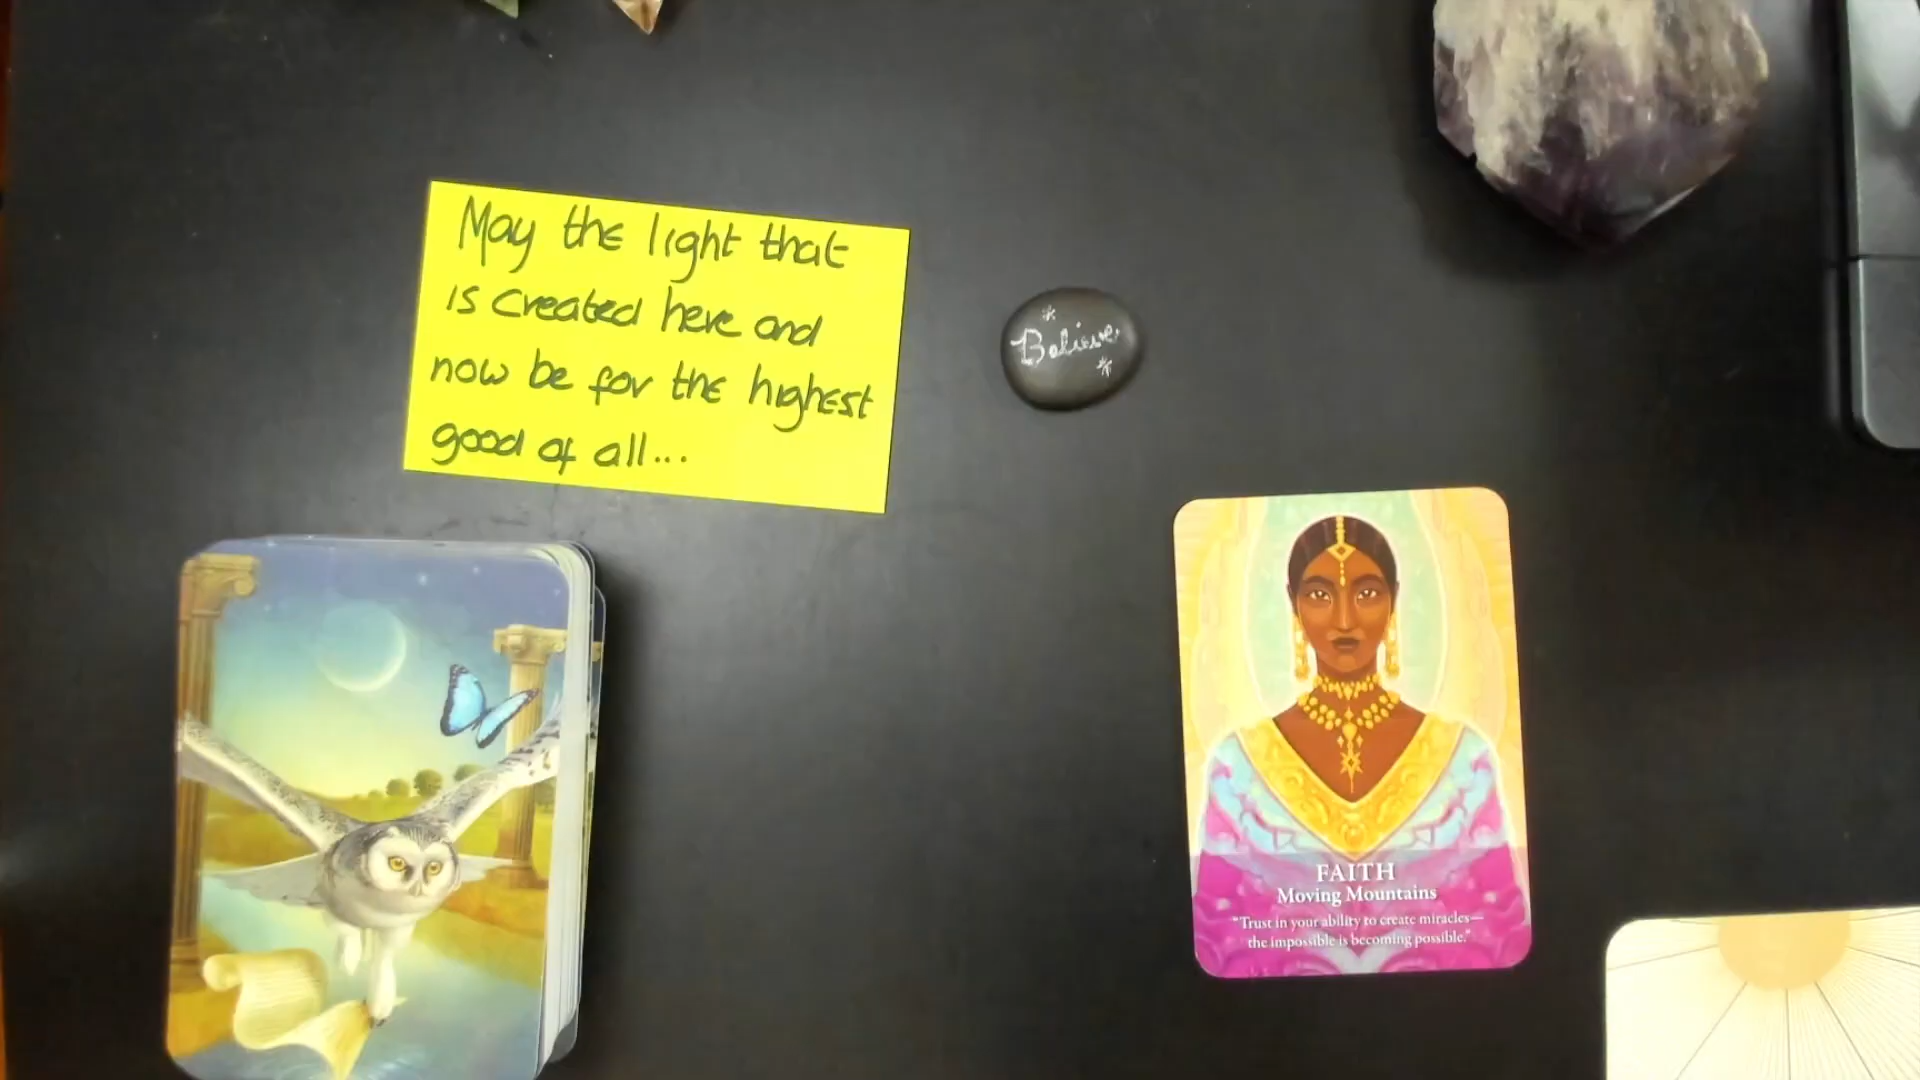 May the light that
is created here and
now be for the highest
good of all...
Believe
FAITH
Moving Mountains
"Trust in your ability to create miracles—
the impossible is becoming possible."